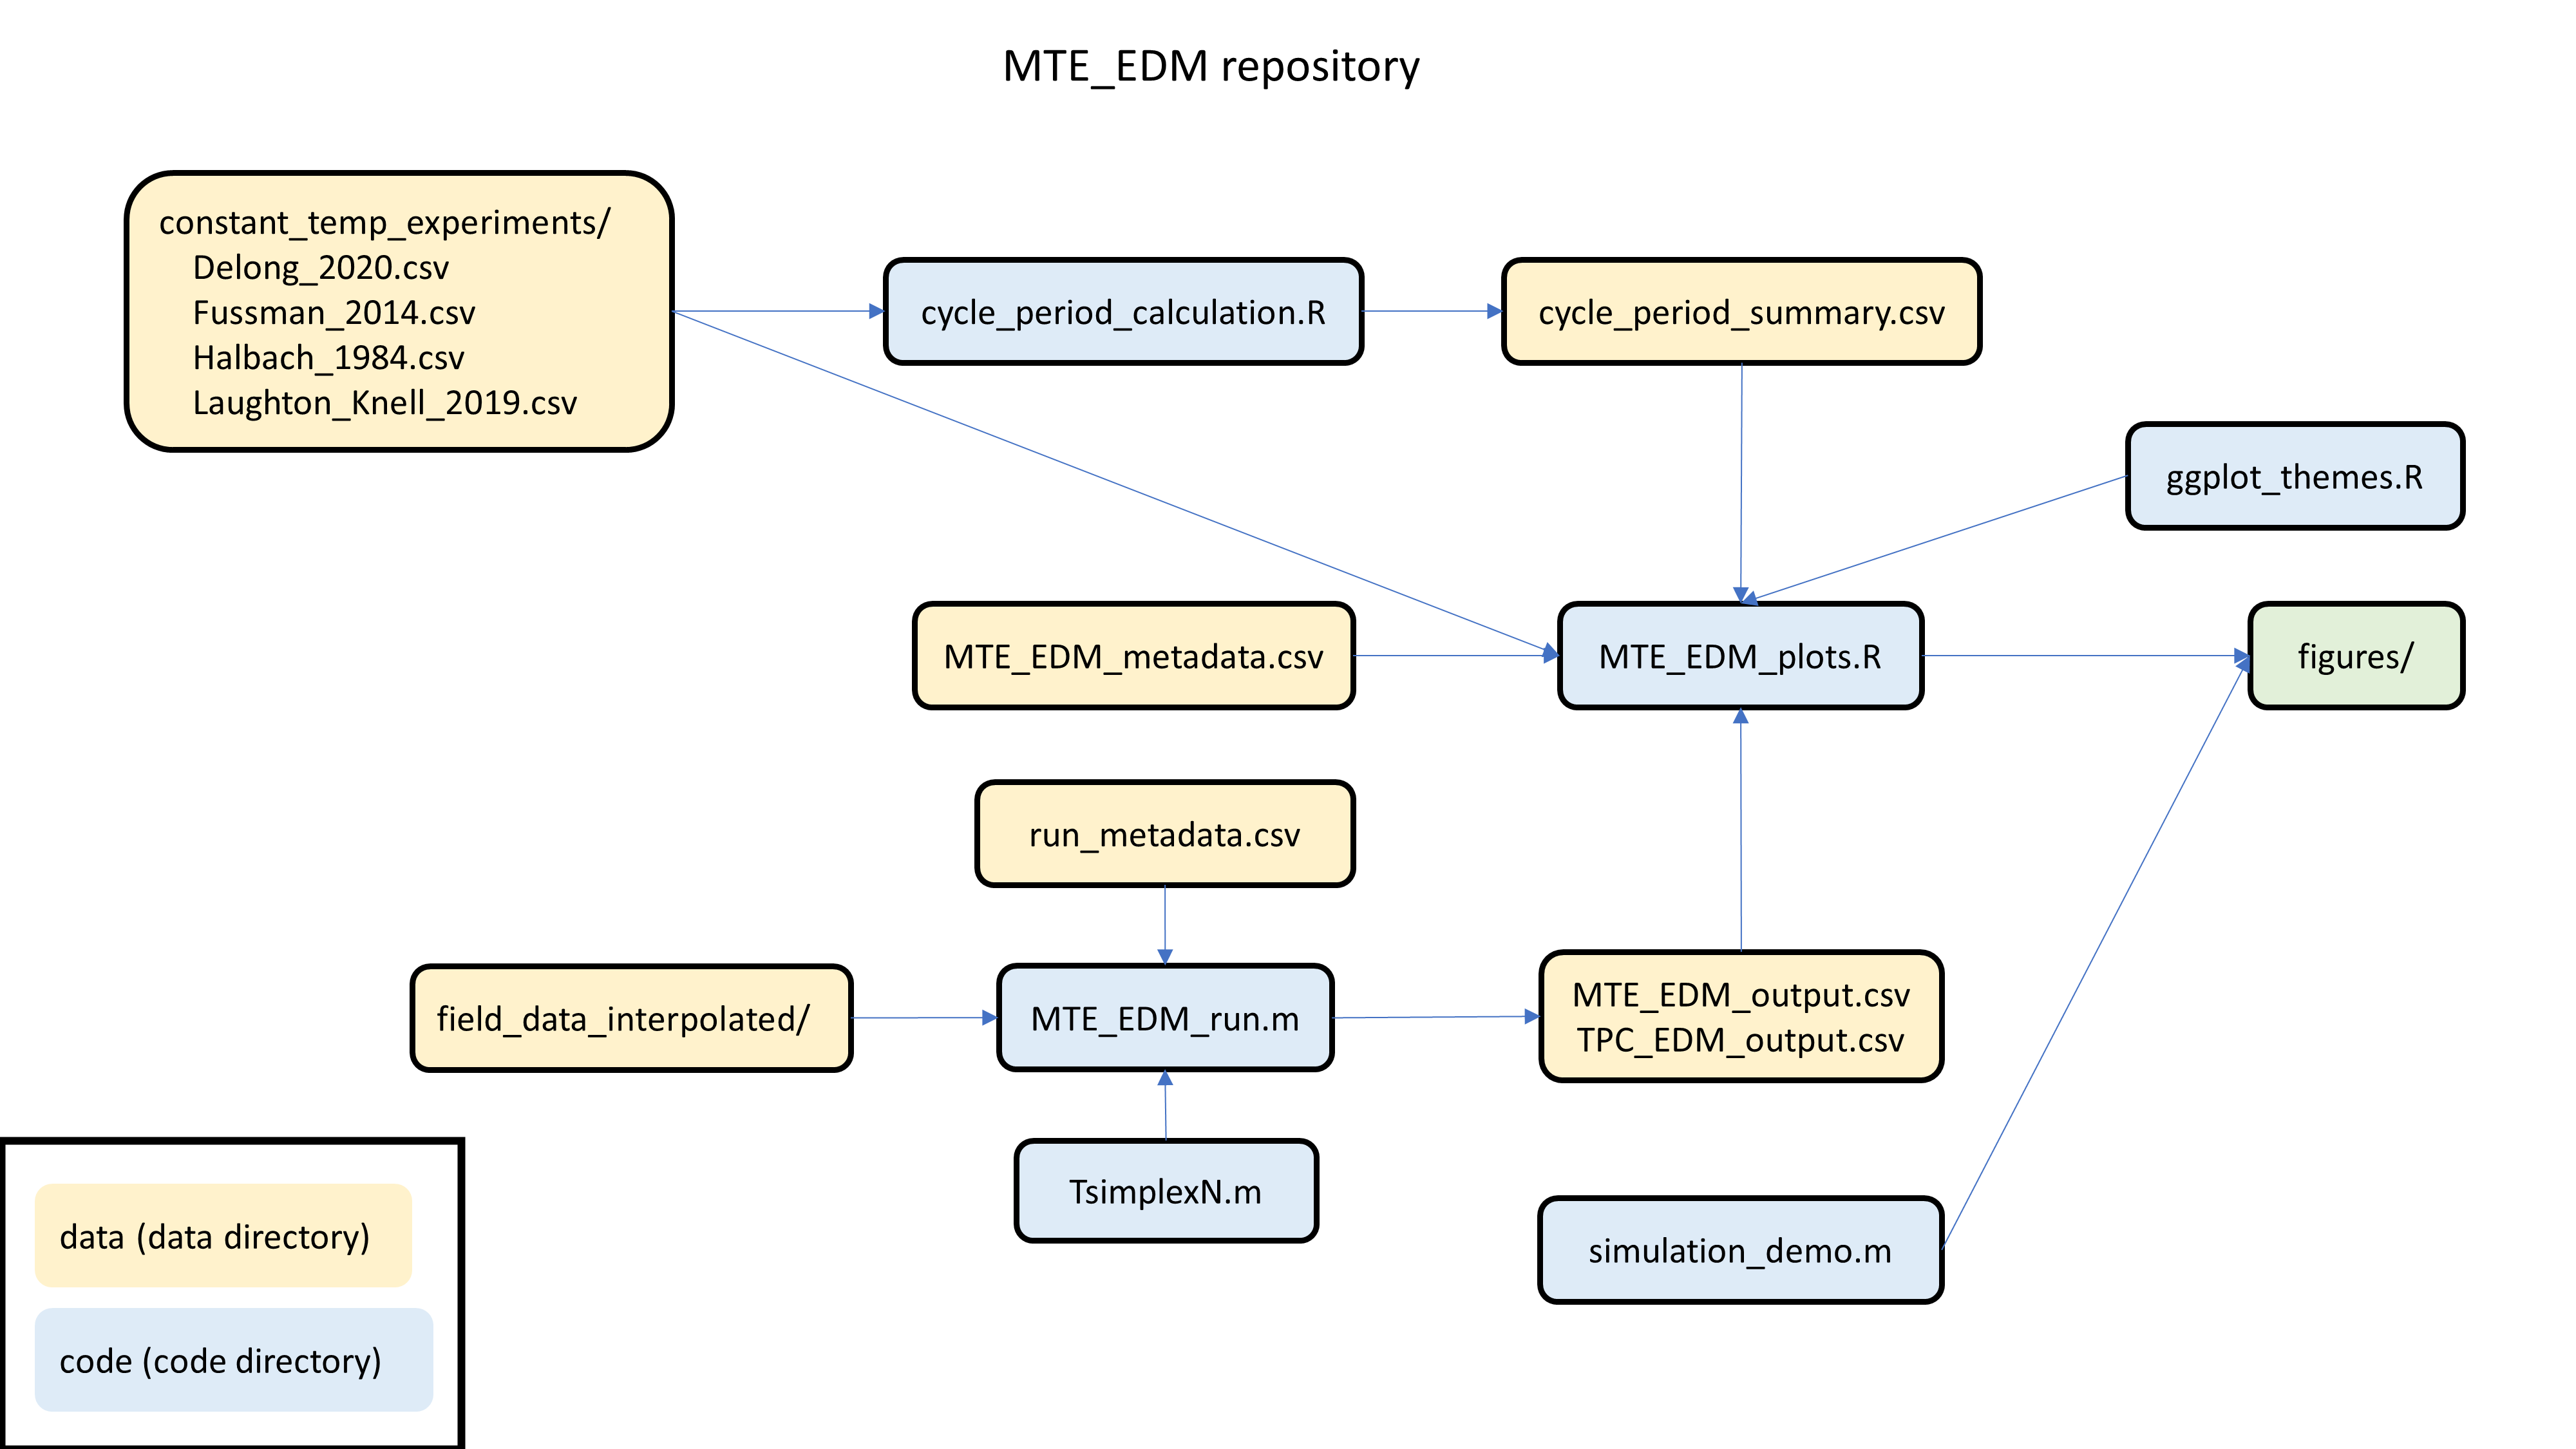 MTE_EDM repository
constant_temp_experiments/
Delong_2020.csv
Fussman_2014.csv
Halbach_1984.csv
Laughton_Knell_2019.csv
cycle_period_calculation.R
cycle_period_summary.csv
ggplot_themes.R
MTE_EDM_metadata.csv
MTE_EDM_plots.R
figures/
run_metadata.csv
field_data_interpolated/
MTE_EDM_run.m
MTE_EDM_output.csv
TPC_EDM_output.csv
TsimplexN.m
simulation_demo.m
data (data directory)
code (code directory)